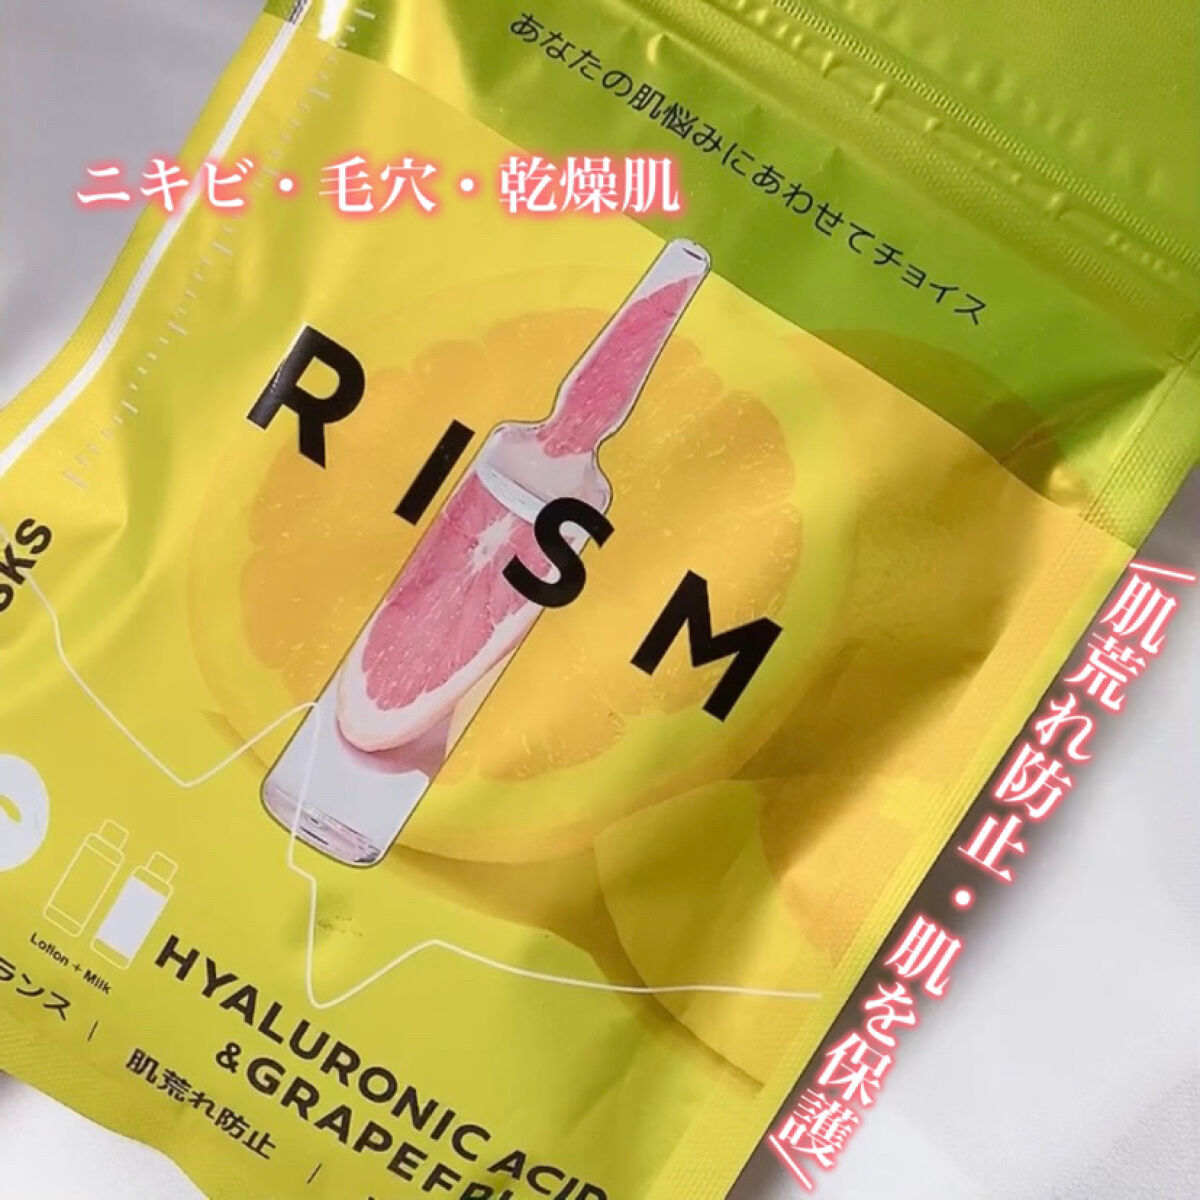 あなたの肌悩みにあわせてチョイス
ニキビ・毛穴・乾燥肌
RISM
\肌荒れ防止・肌を保護/
SKS
Lotion + Milk
HYALURONIC ACID
&GRAPEFRU
ランス | 肌荒れ防止 |